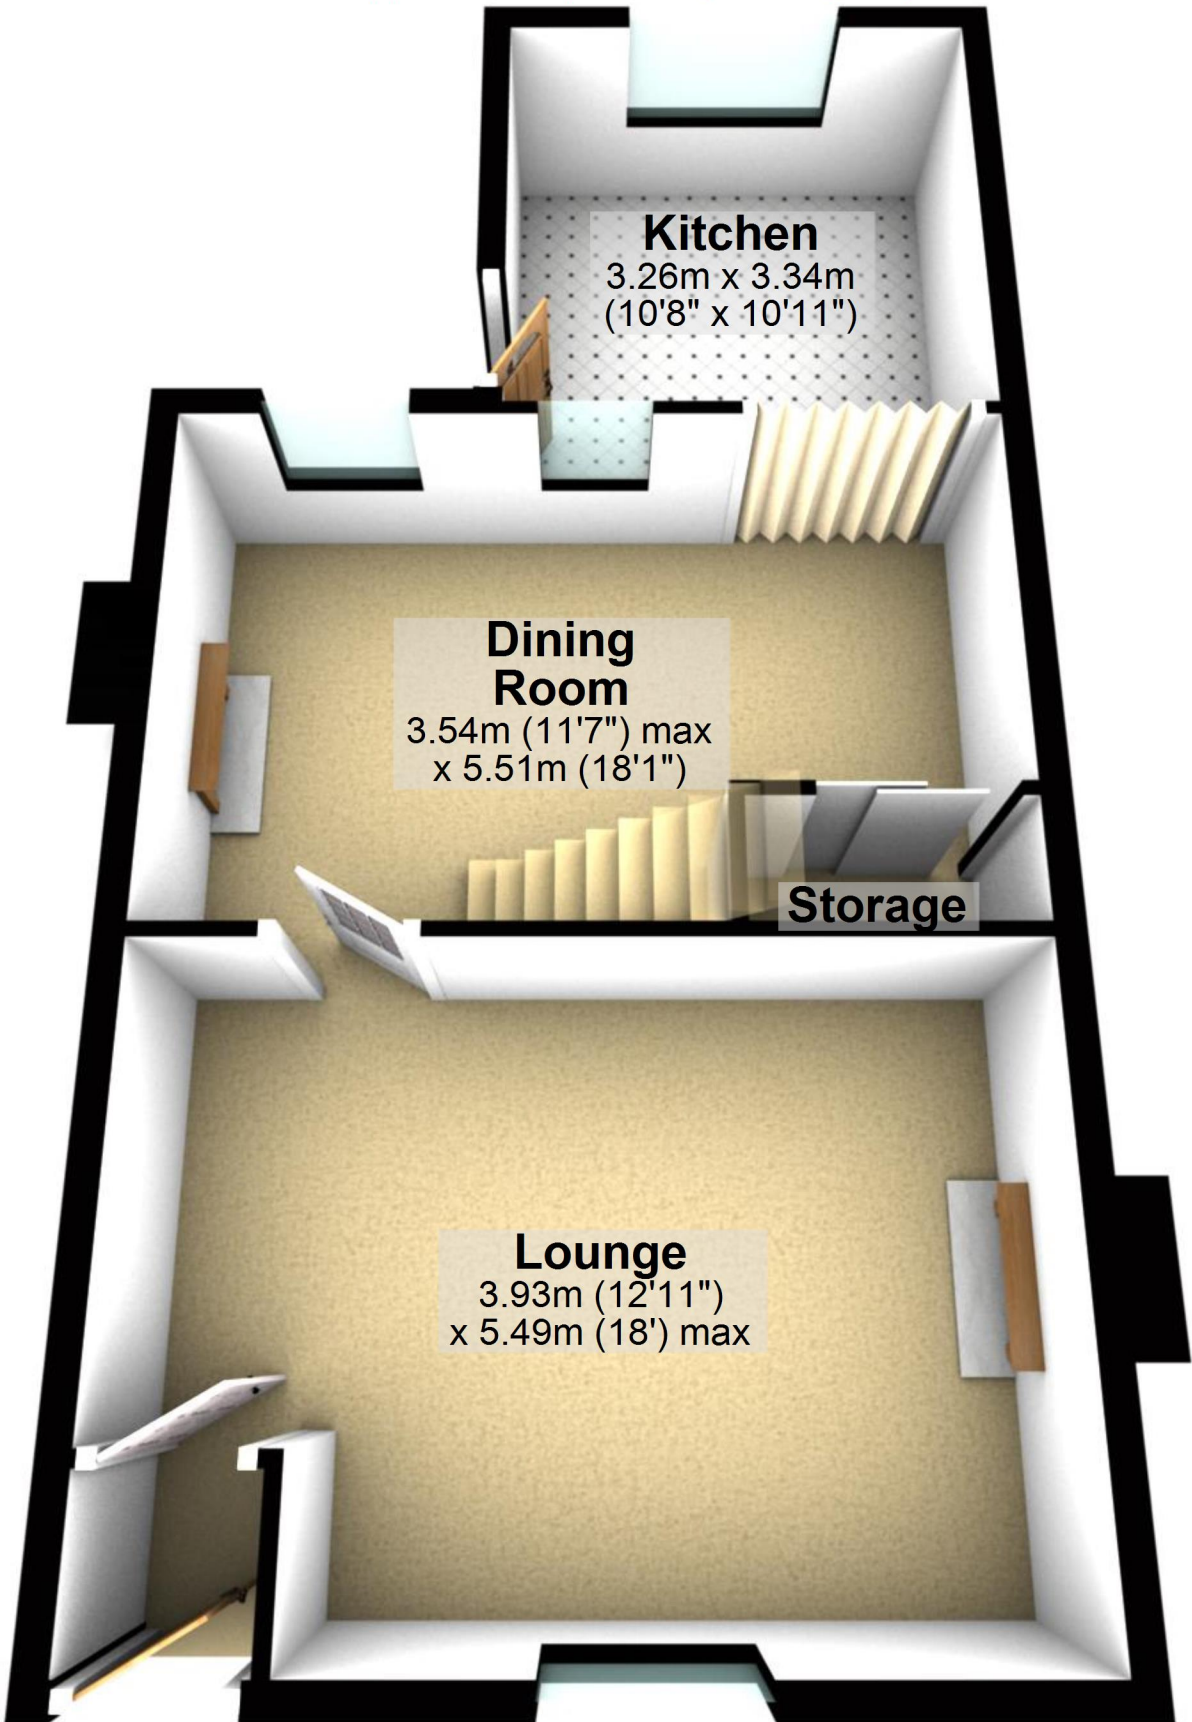 Kitchen
3.26m x 3.34m
(10'8" x 10'11")
Dining
Room
3.54m (11'7") max
x 5.51m (18'1")
Storage
Lounge
3.93m (12'11")
x 5.49m (18') max